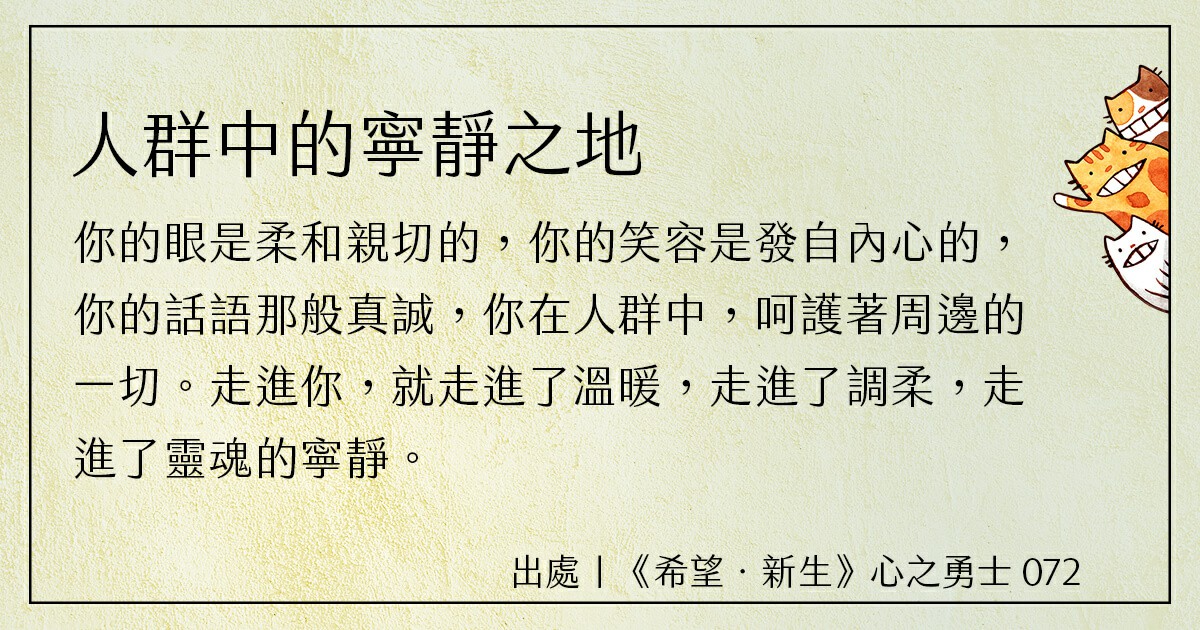 人群中的寧靜之地
你的眼是柔和親切的，你的笑容是發自內心的，
你的話語那般真誠，你在人群中，呵護著周邊的
一切。走進你，就走進了溫暖，走進了調柔，走
進了靈魂的寧靜。
出處｜《希望．新生》心之勇士 072